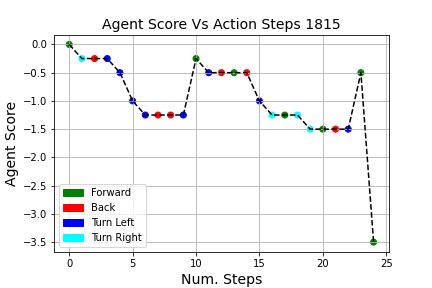 Agent Score Vs Action Steps 1815
Agent Score
0.0
−0.5
−1.0
−1.5
−2.0
−2.5
−3.0
−3.5
Forward
Back
Turn Left
Turn Right
0 5 10 15 20 25
Num. Steps